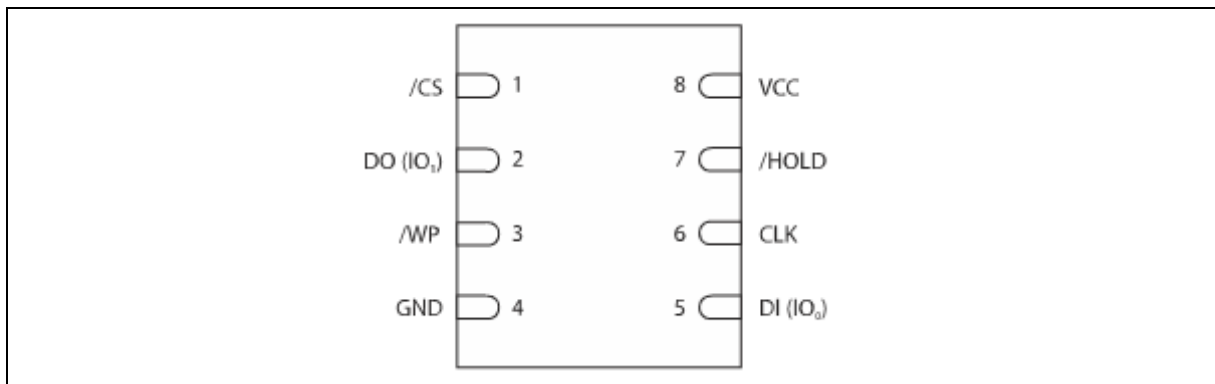 /CS 1 8 VCC
DO (IO₁) 2 7 /HOLD
/WP 3 6 CLK
GND 4 5 DI (IO₀)